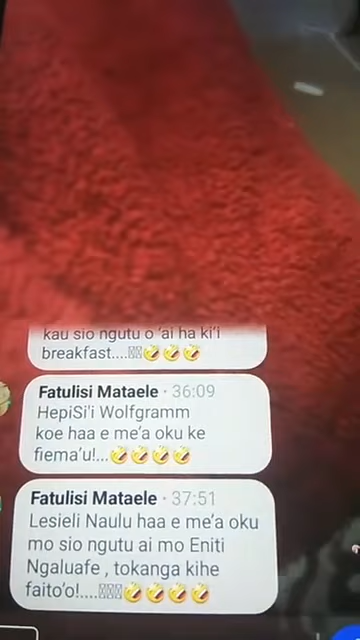 kau sio ngutu o 'ai ha ki'i
breakfast....🤣🤣🤣
Fatulisi Mataele · 36:09
HepiSi'i Wolfgramm
koe haa e me'a oku ke
fiema'u!...🤣🤣🤣🤣
Fatulisi Mataele · 37:51
Lesieli Naulu haa e me'a oku
mo sio ngutu ai mo Eniti
Ngaluafe , tokanga kihe
faito'o!....🤣🤣🤣🤣